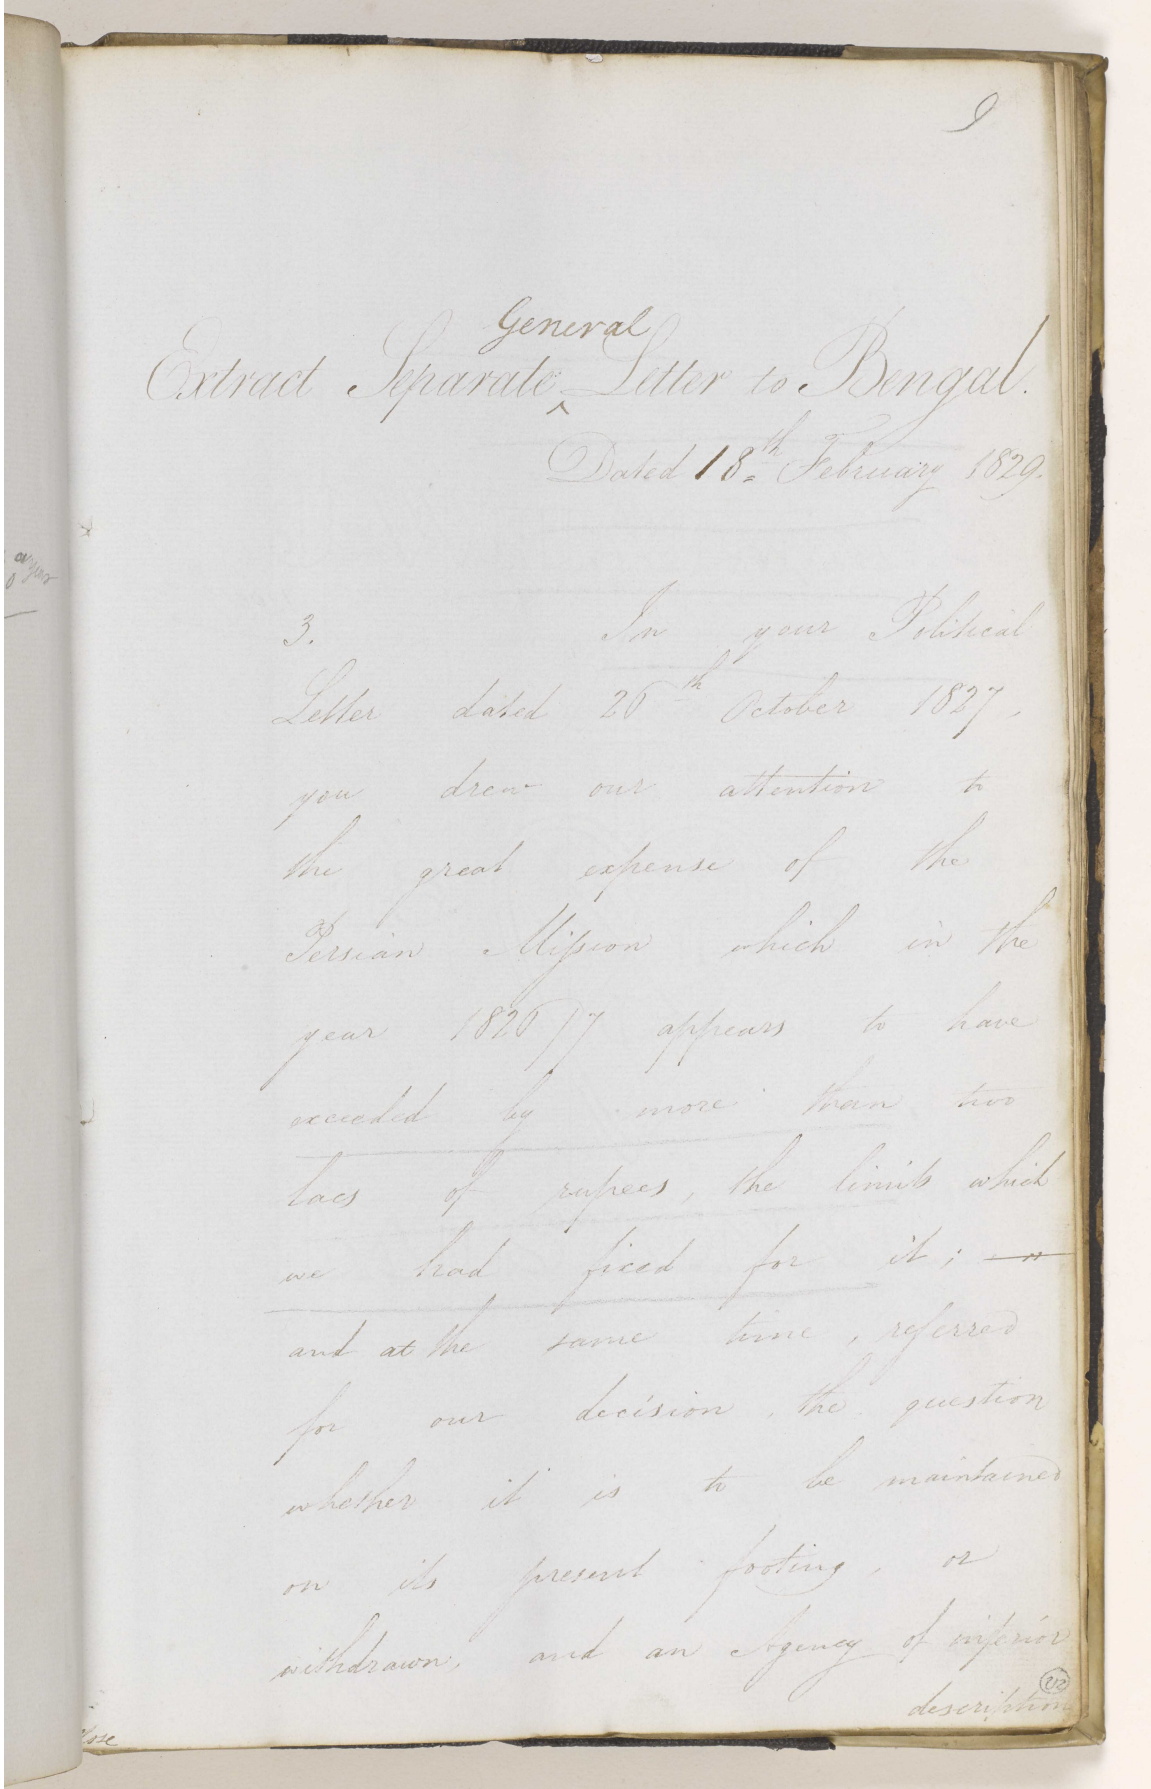 9
General
Extract Separate ^ Letter to Bengal.
Dated 18th February 1829.
3. In your Political
Letter dated 26th October 1827,
you drew our attention to
the great expense of the
Persian Mission which in the
year 1826/7 appears to have
exceeded by more than two
lacs of rupees, the limits which
we had fixed for it; —"
and at the same time, referred
for our decision, the question
whether it is to be maintained
on its present footing, or
withdrawn, and an Agency of inferior
description